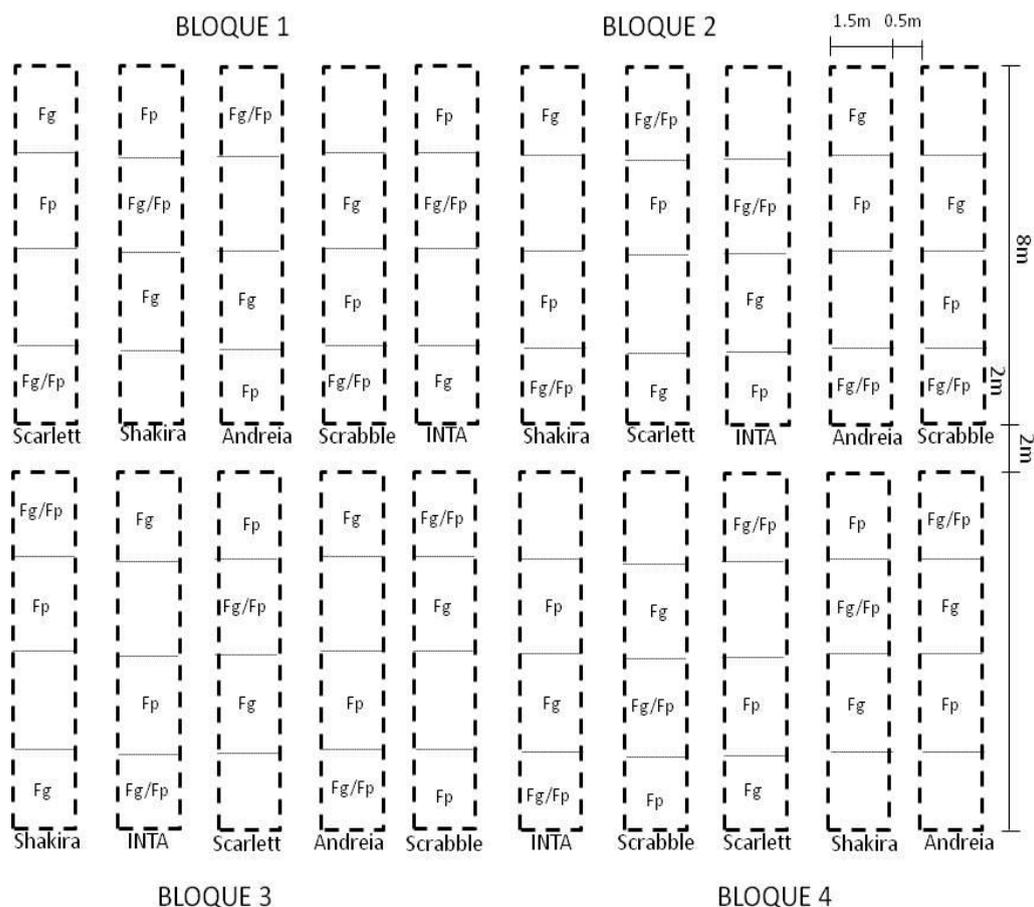 BLOQUE 1 BLOQUE 2 1.5m 0.5m
Fg Fp Fg/Fp Fp Fg Fg/Fp Fg
Fp Fg/Fp Fg Fg/Fp Fp Fg/Fp Fp Fg
8m
Fg Fg Fp Fp Fg Fp
Fg/Fp Fp Fg/Fp Fg Fg/Fp Fg Fp Fg/Fp Fg/Fp 2m
Scarlett Shakira Andreia Scrabble INTA Shakira Scarlett INTA Andreia Scrabble
2m
Fg/Fp Fg Fp Fg Fg/Fp Fg/Fp Fp Fg/Fp
Fp Fg/Fp Fg Fp Fg Fg/Fp Fg
Fp Fg Fp Fg Fg/Fp Fp Fg Fp
Fg Fg/Fp Fg/Fp Fp Fg/Fp Fp Fg
Shakira INTA Scarlett Andreia Scrabble INTA Scrabble Scarlett Shakira Andreia
BLOQUE 3 BLOQUE 4